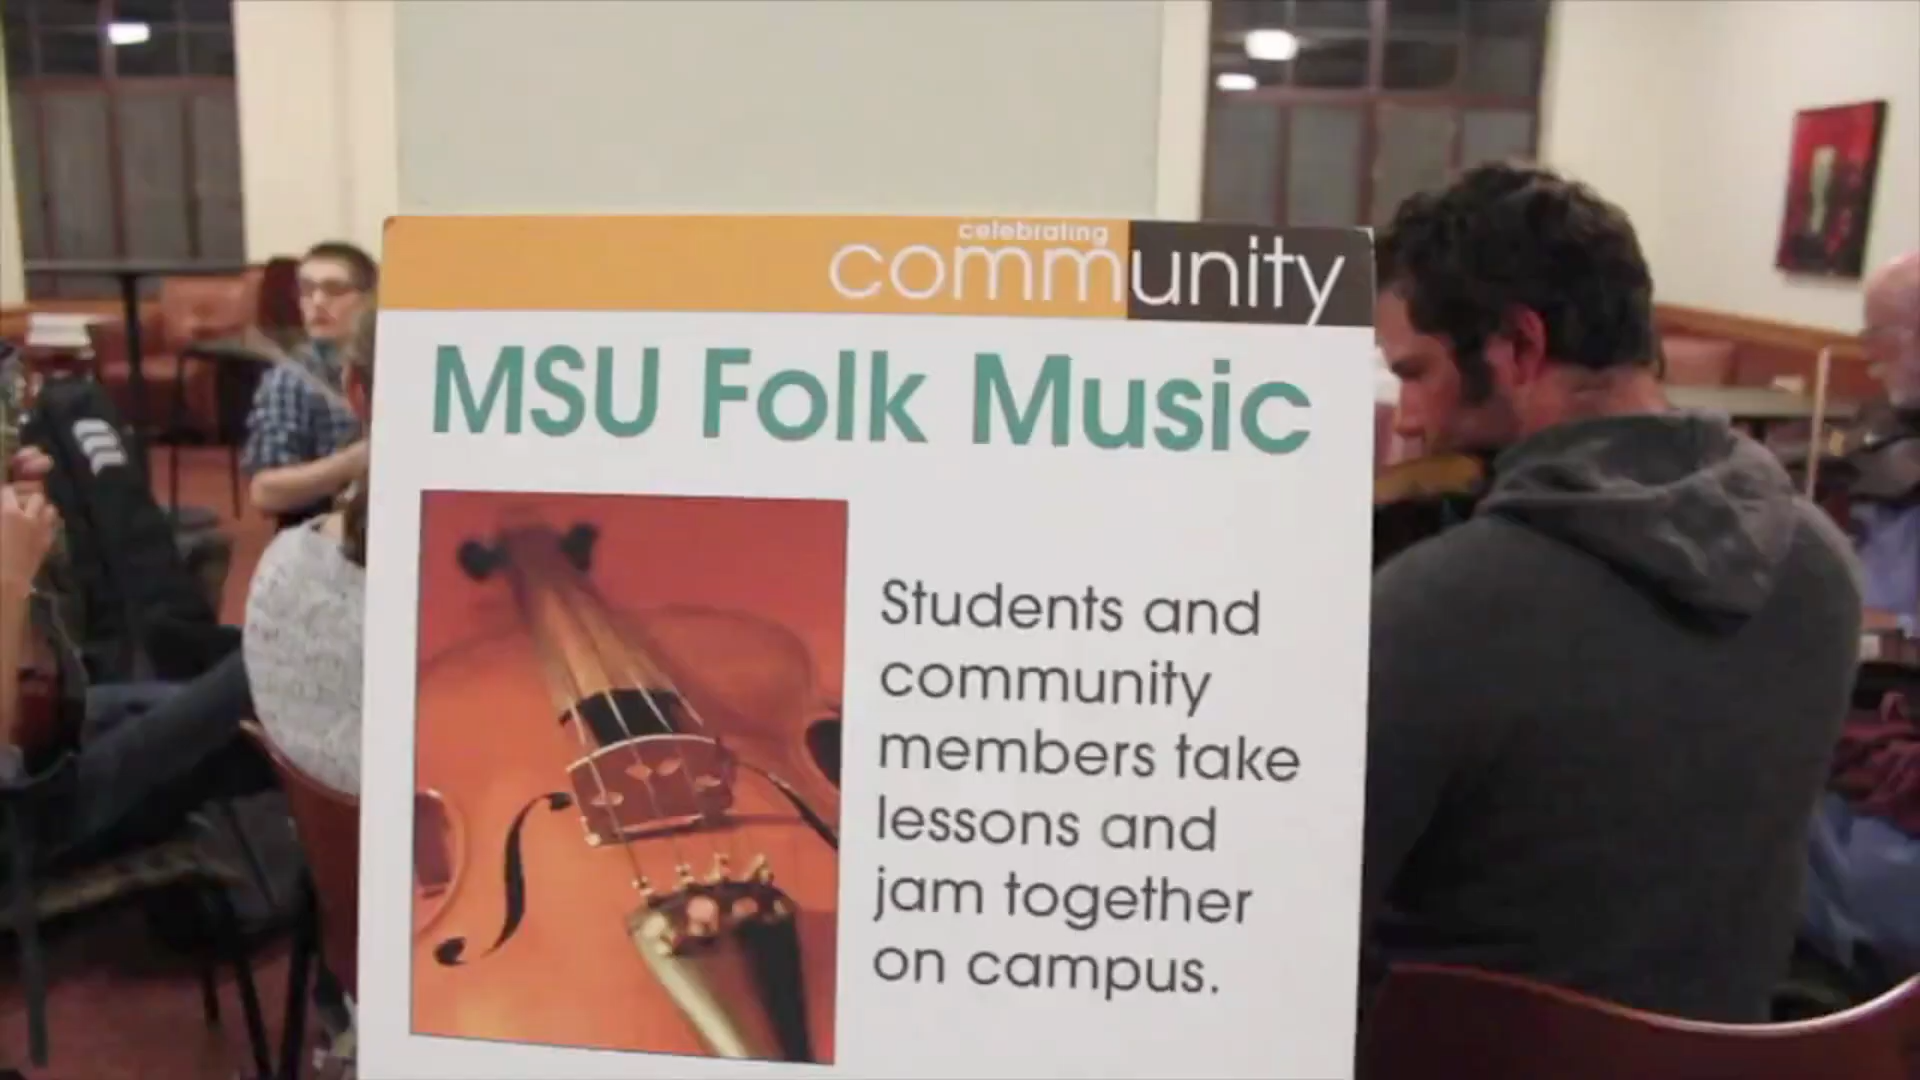 celebrating
community
MSU Folk Music
Students and
community
members take
lessons and
jam together
on campus.